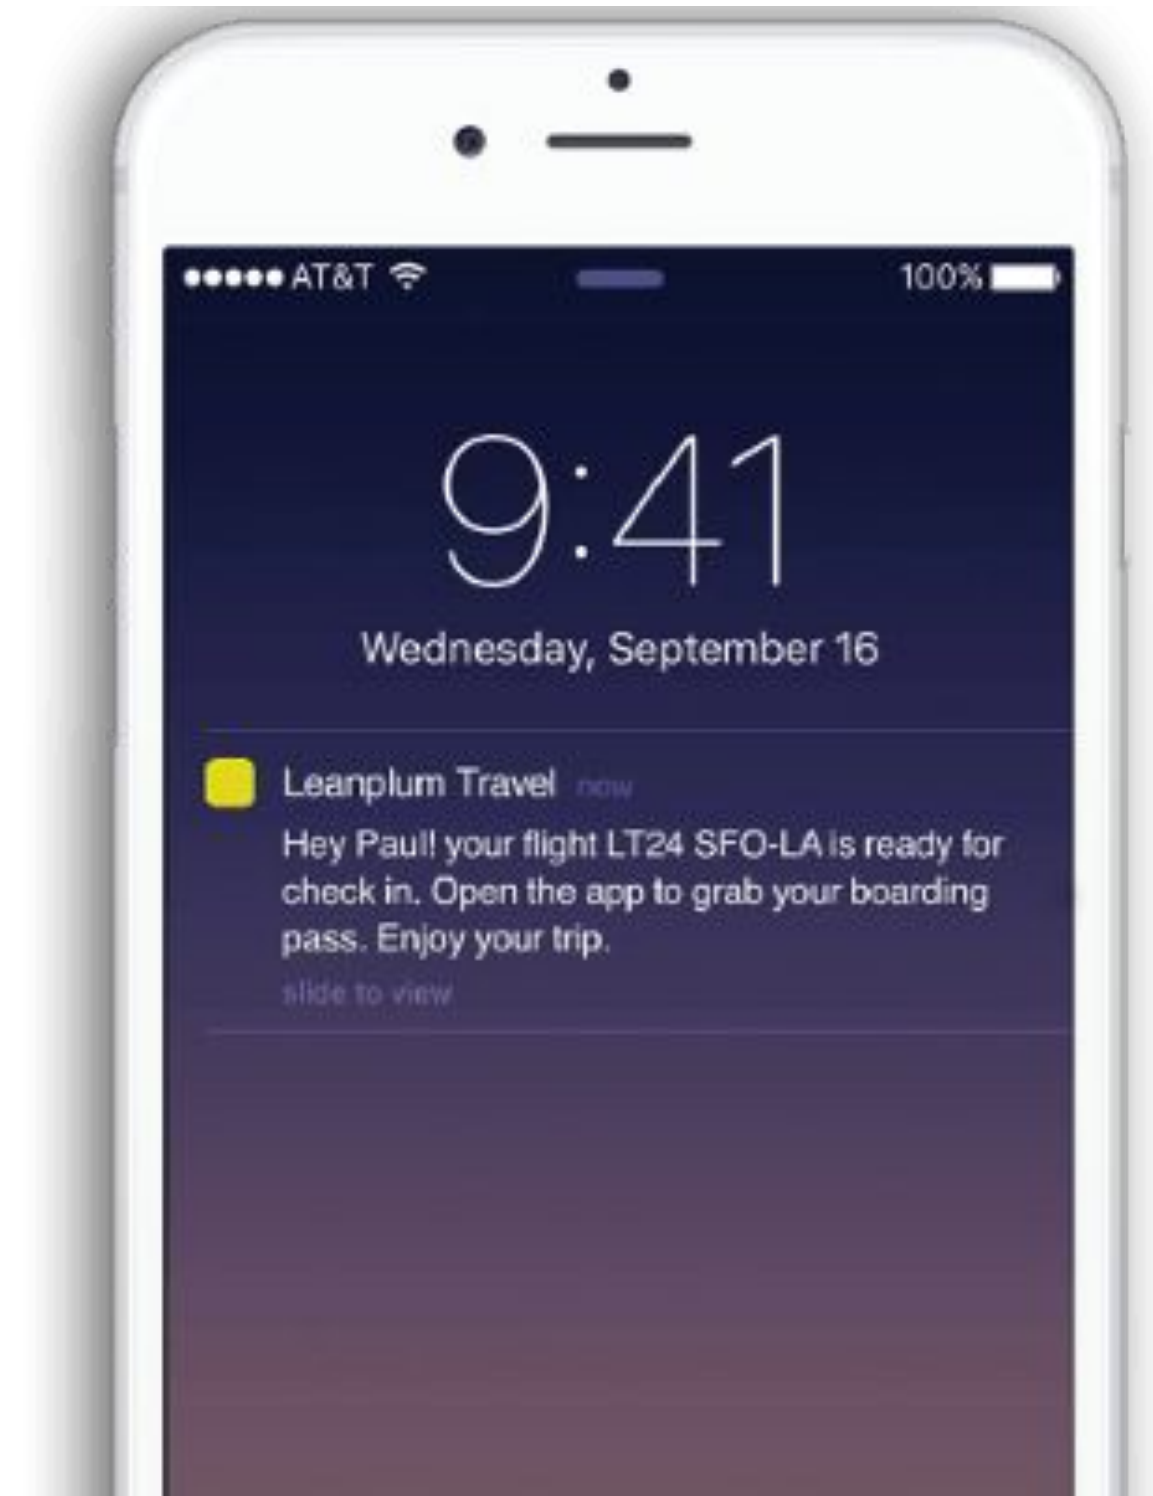 AT&T 100%
9:41
Wednesday, September 16
Leanplum Travel now
Hey Paul! your flight LT24 SFO-LA is ready for
check in. Open the app to grab your boarding
pass. Enjoy your trip.
slide to view